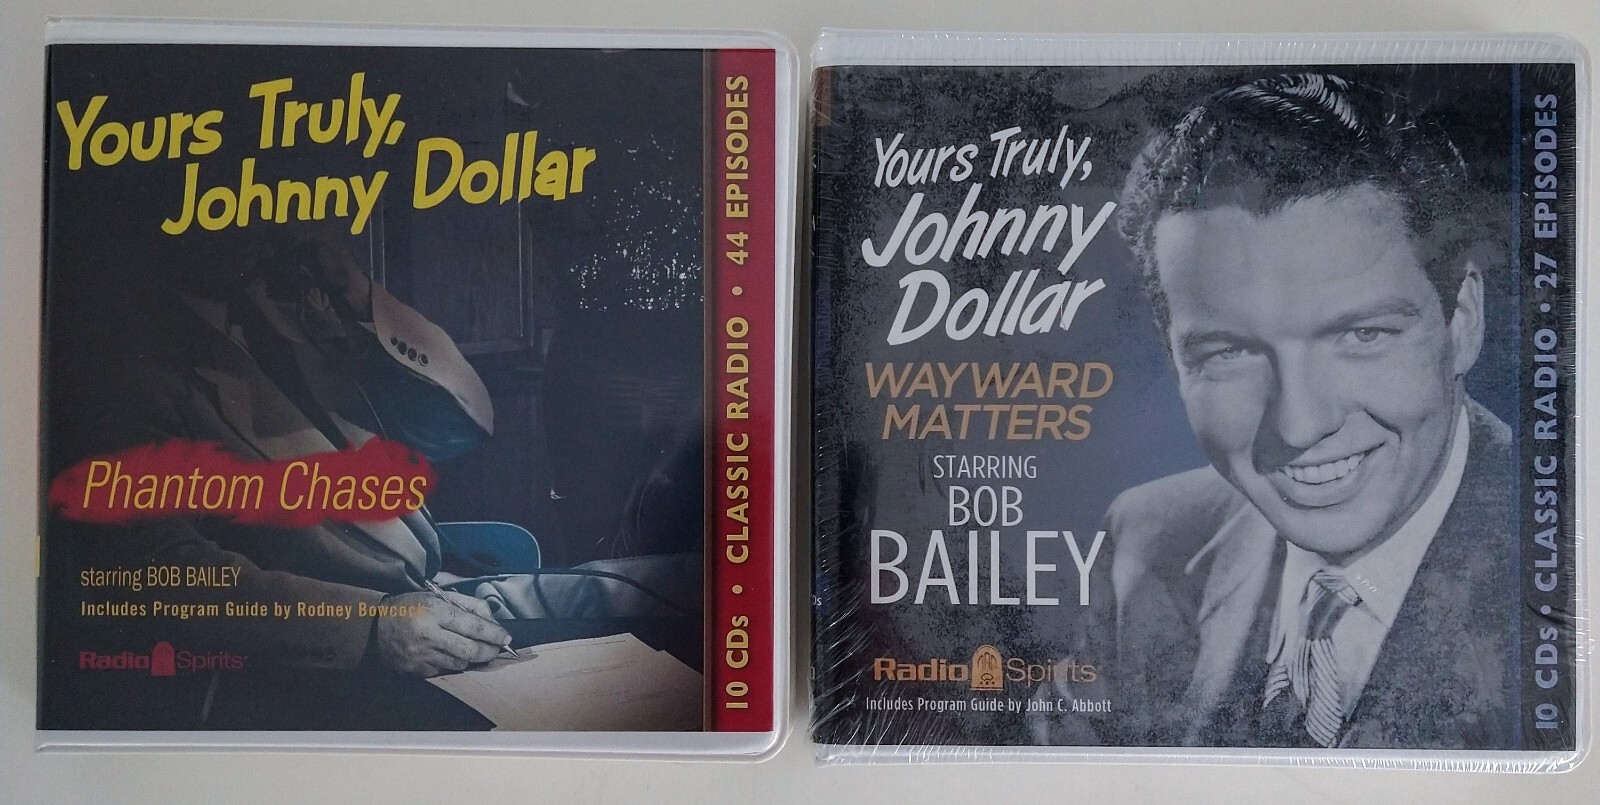 Yours Truly,
Johnny Dollar
Phantom Chases
starring BOB BAILEY
Includes Program Guide by Rodney Bowcock
Radio Spirits
10 CDs • CLASSIC RADIO • 44 EPISODES
Yours Truly,
Johnny
Dollar
WAYWARD
MATTERS
STARRING
BOB
BAILEY
Radio Spirits
Includes Program Guide by John C. Abbott
10 CDs • CLASSIC RADIO • 27 EPISODES